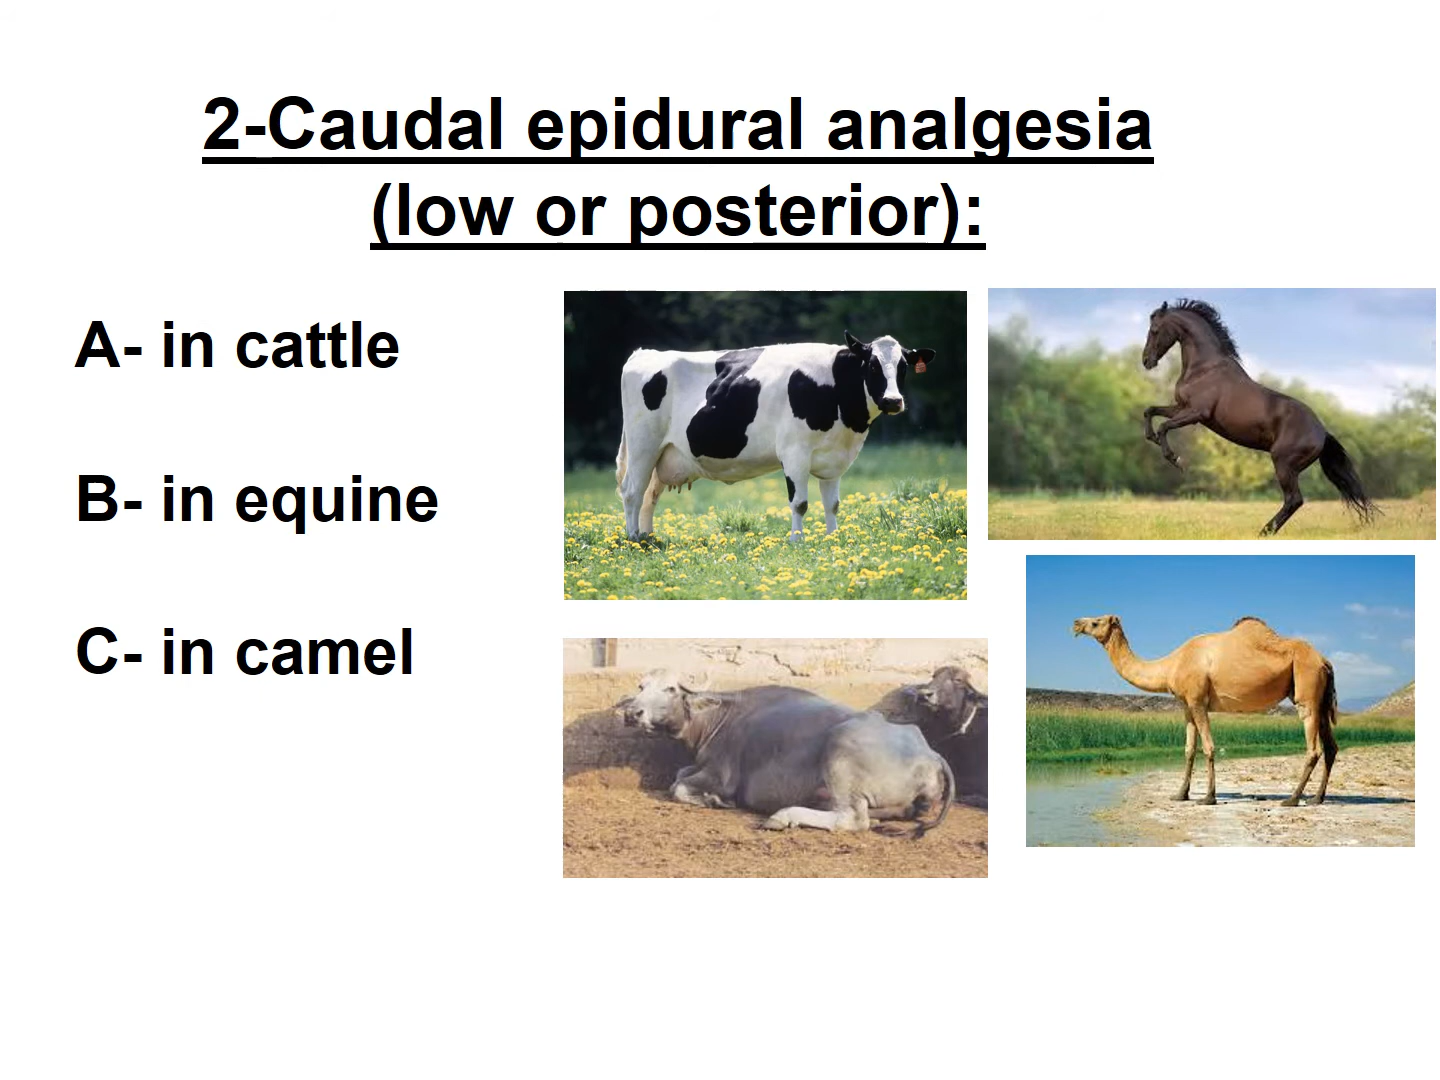 2-Caudal epidural analgesia
(low or posterior):
A- in cattle
B- in equine
C- in camel